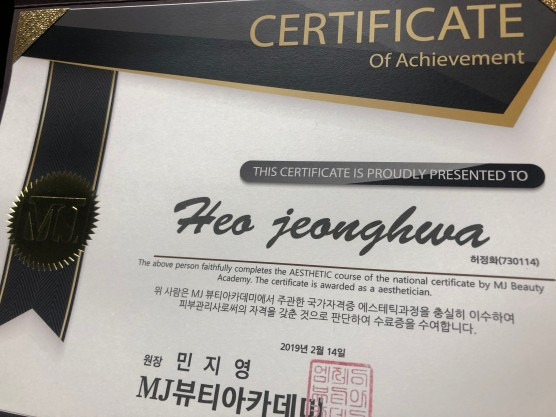 CERTIFICATE
Of Achievement
THIS CERTIFICATE IS PROUDLY PRESENTED TO
Heo jeonghwa
허정화(730114)
The above person faithfully completes the AESTHETIC course of the national certificate by MJ Beauty
Academy. The certificate is awarded as a aesthetician.
MJ
위 사람은 MJ 뷰티아카데미에서 주관한 국가자격증 에스테틱과정을 충실히 이수하여
피부관리사로써의 자격을 갖춘 것으로 판단하여 수료증을 수여합니다.
2019년 2월 14일
원장 민지영
MJ뷰티아카데미